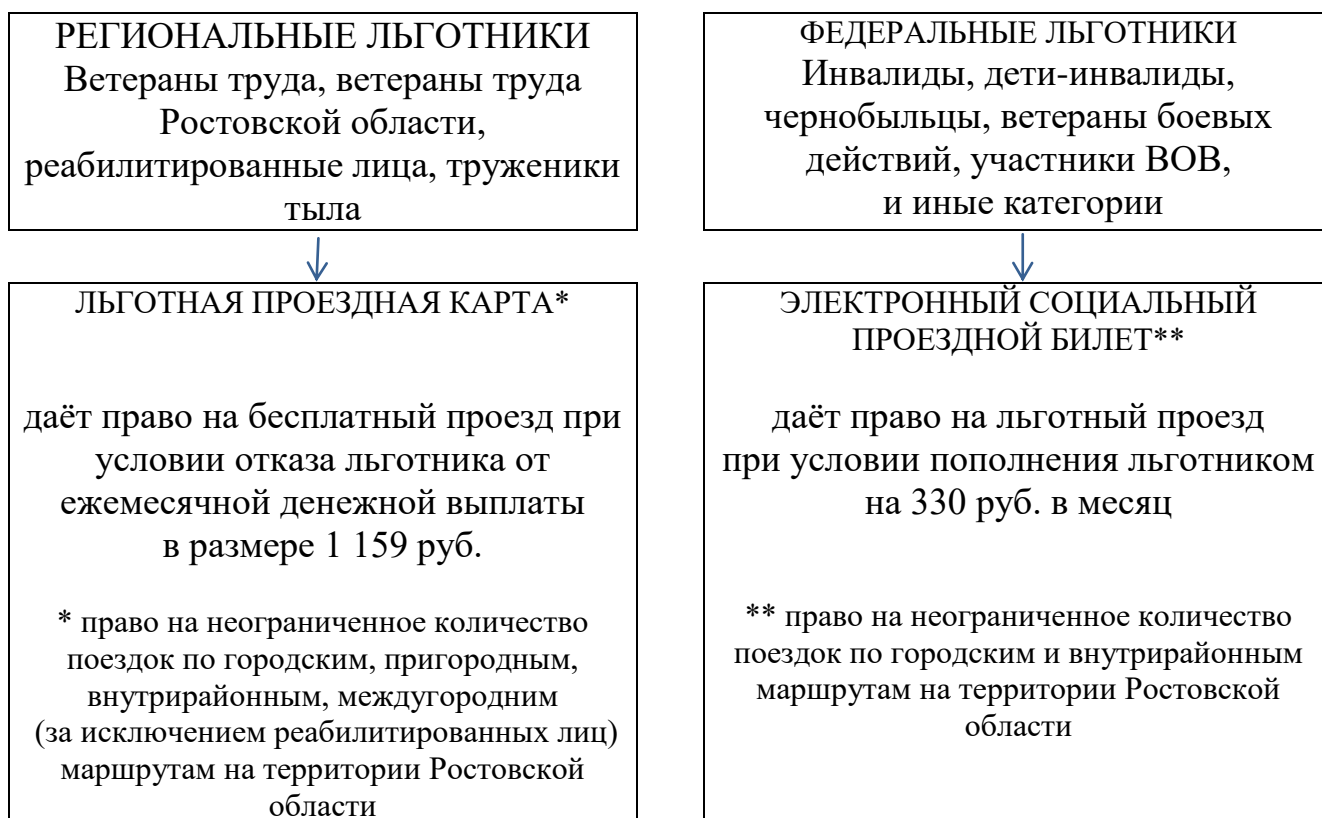 РЕГИОНАЛЬНЫЕ ЛЬГОТНИКИ
Ветераны труда, ветераны труда
Ростовской области,
реабилитированные лица, труженики
тыла
ЛЬГОТНАЯ ПРОЕЗДНАЯ КАРТА*
даёт право на бесплатный проезд при
условии отказа льготника от
ежемесячной денежной выплаты
в размере 1 159 руб.
* право на неограниченное количество
поездок по городским, пригородным,
внутрирайонным, междугородним
(за исключением реабилитированных лиц)
маршрутам на территории Ростовской
области
ФЕДЕРАЛЬНЫЕ ЛЬГОТНИКИ
Инвалиды, дети-инвалиды,
чернобыльцы, ветераны боевых
действий, участники ВОВ,
и иные категории
ЭЛЕКТРОННЫЙ СОЦИАЛЬНЫЙ
ПРОЕЗДНОЙ БИЛЕТ**
даёт право на льготный проезд
при условии пополнения льготником
на 330 руб. в месяц
** право на неограниченное количество
поездок по городским и внутрирайонным
маршрутам на территории Ростовской
области